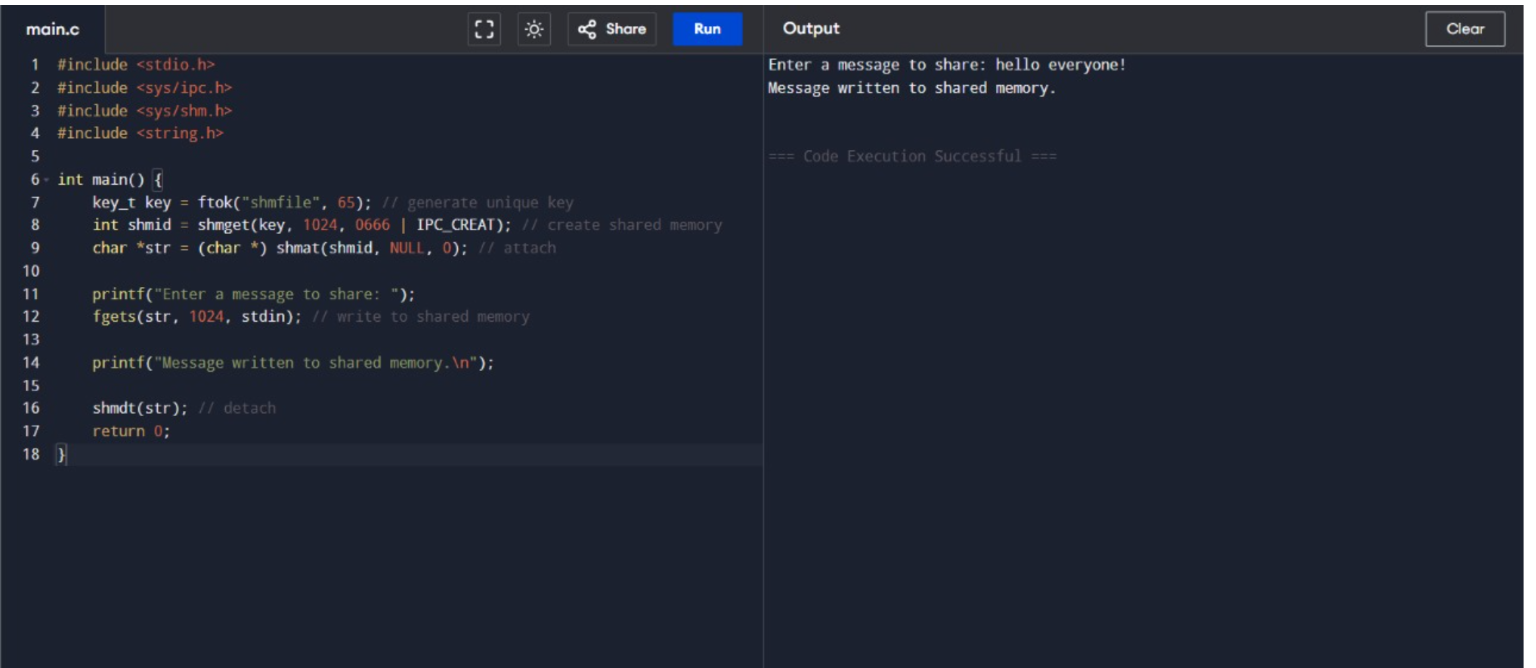 main.c Share Run Output Clear
1 #include <stdio.h>
2 #include <sys/ipc.h>
3 #include <sys/shm.h>
4 #include <string.h>
5
6 int main() {
7     key_t key = ftok("shmfile", 65); // generate unique key
8     int shmid = shmget(key, 1024, 0666 | IPC_CREAT); // create shared memory
9     char *str = (char *) shmat(shmid, NULL, 0); // attach
10
11     printf("Enter a message to share: ");
12     fgets(str, 1024, stdin); // write to shared memory
13
14     printf("Message written to shared memory.\n");
15
16     shmdt(str); // detach
17     return 0;
18 }
Enter a message to share: hello everyone!
Message written to shared memory.
=== Code Execution Successful ===